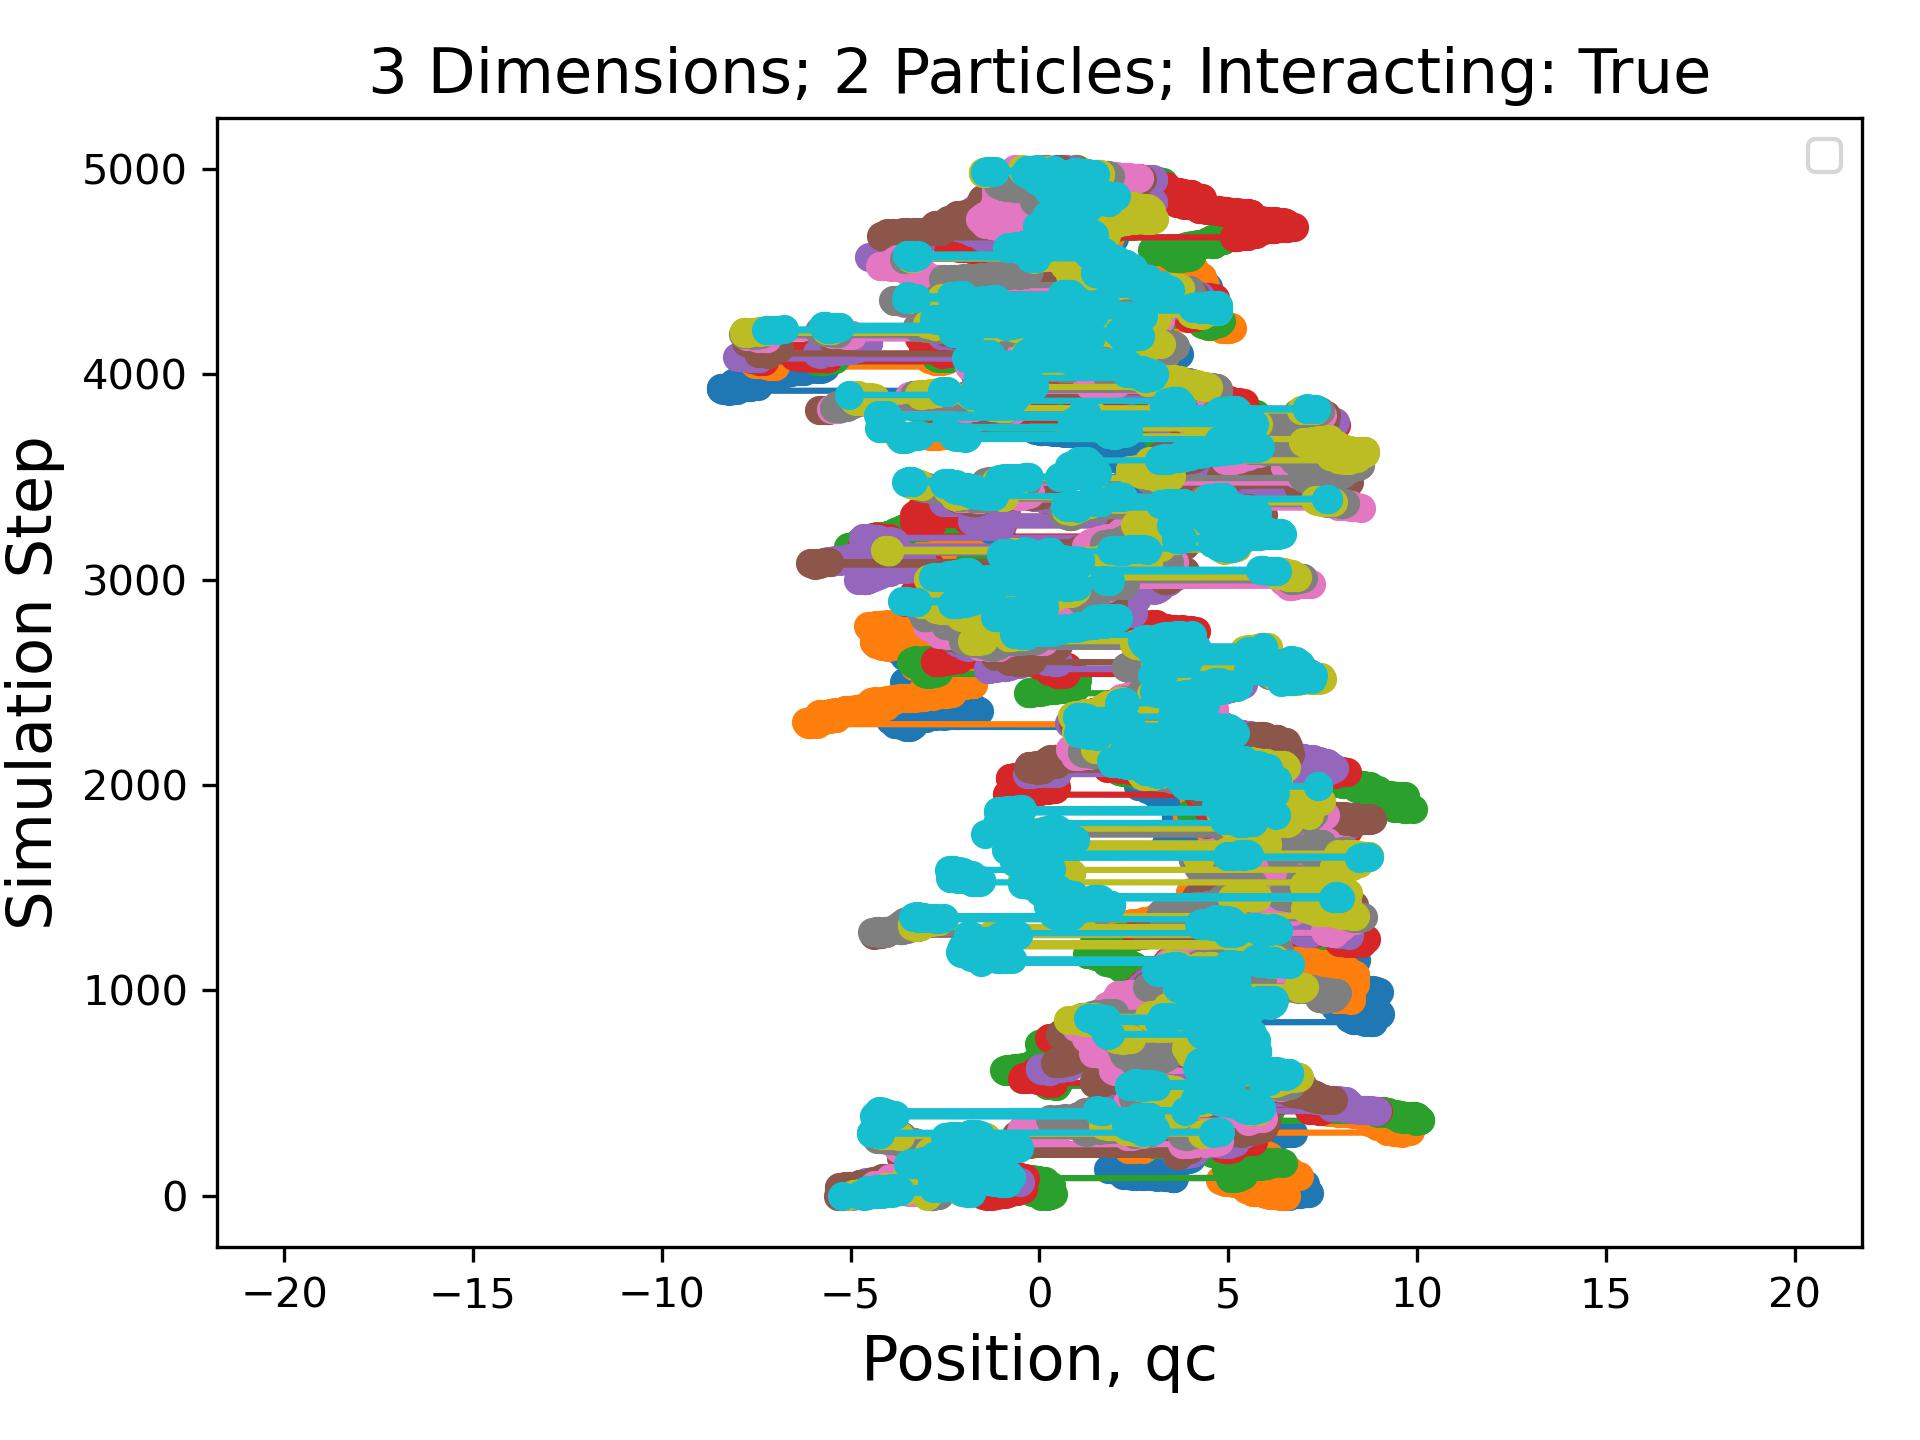 3 Dimensions; 2 Particles; Interacting: True
Simulation Step
5000
4000
3000
2000
1000
0
−20 −15 −10 −5 0 5 10 15 20
Position, qc